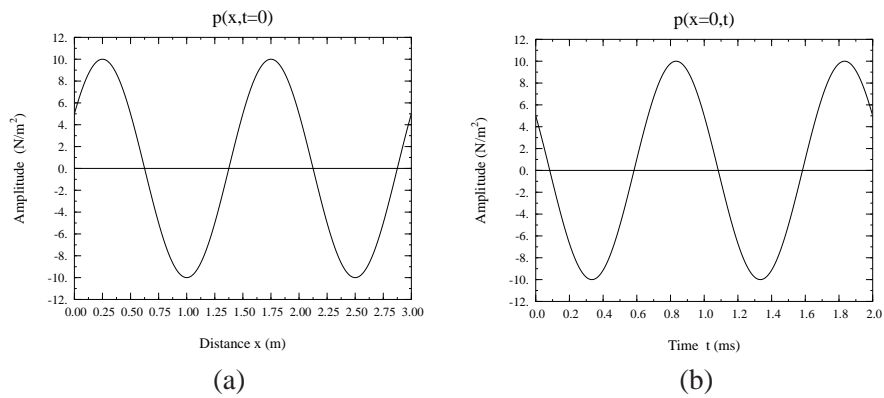 p(x,t=0)
12.
10.
8.
6.
4.
2.
0.
-2.
-4.
-6.
-8.
-10.
-12.
Amplitude (N/m²)
0.00 0.25 0.50 0.75 1.00 1.25 1.50 1.75 2.00 2.25 2.50 2.75 3.00
Distance x (m)
(a)
p(x=0,t)
12.
10.
8.
6.
4.
2.
0.
-2.
-4.
-6.
-8.
-10.
-12.
Amplitude (N/m²)
0.0 0.2 0.4 0.6 0.8 1.0 1.2 1.4 1.6 1.8 2.0
Time t (ms)
(b)